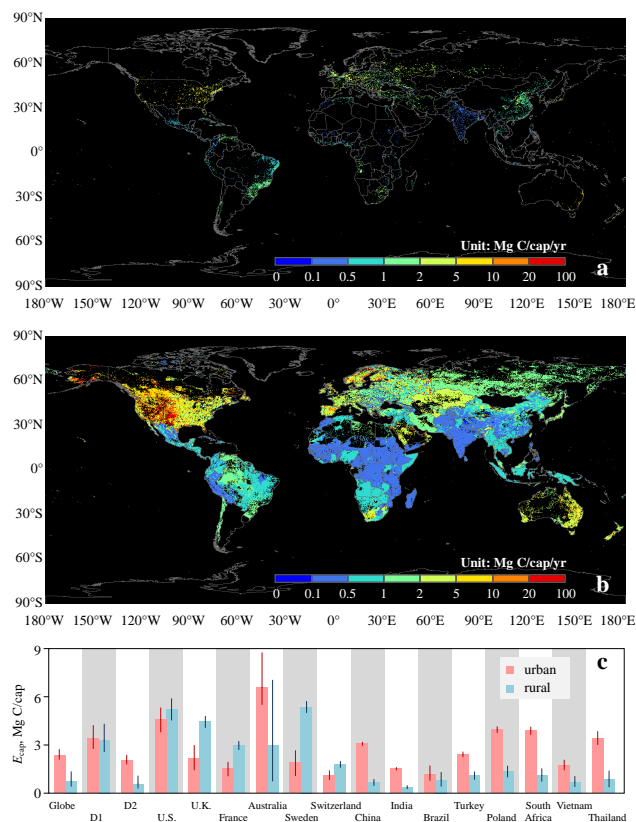 90°N
60°N
30°N
0°
30°S
60°S
90°S
Unit: Mg C/cap/yr
a
0 0.1 0.5 1 2 5 10 20 100
180°W 150°W 120°W 90°W 60°W 30°W 0° 30°E 60°E 90°E 120°E 150°E 180°E
90°N
60°N
30°N
0°
30°S
60°S
90°S
Unit: Mg C/cap/yr
b
0 0.1 0.5 1 2 5 10 20 100
180°W 150°W 120°W 90°W 60°W 30°W 0° 30°E 60°E 90°E 120°E 150°E 180°E
9
6
3
0
E_cap, Mg C/cap
c
urban
rural
Globe D2 U.K. Australia Switzerland India Turkey South Africa Vietnam
D1 U.S. France Sweden China Brazil Poland Thailand